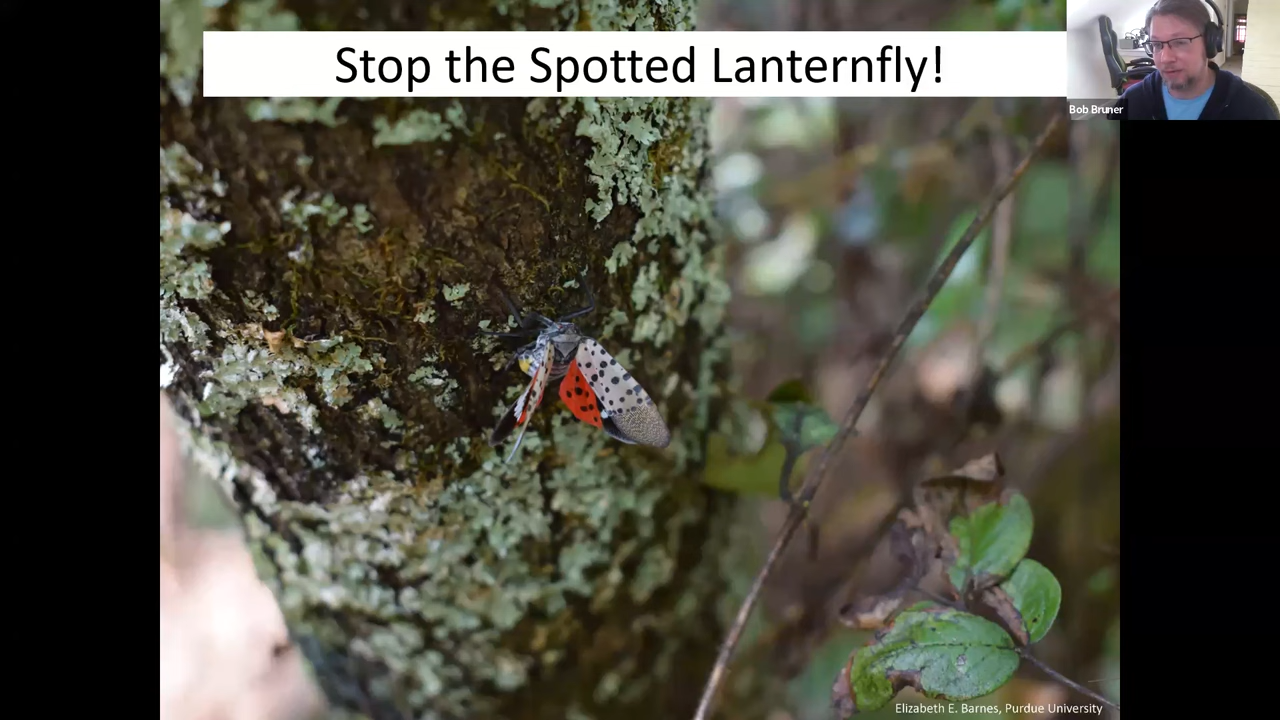 Stop the Spotted Lanternfly!
Bob Bruner
Elizabeth E. Barnes, Purdue University